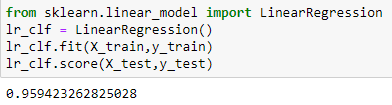 from sklearn.linear_model import LinearRegression
lr_clf = LinearRegression()
lr_clf.fit(X_train,y_train)
lr_clf.score(X_test,y_test)
0.959423262825028